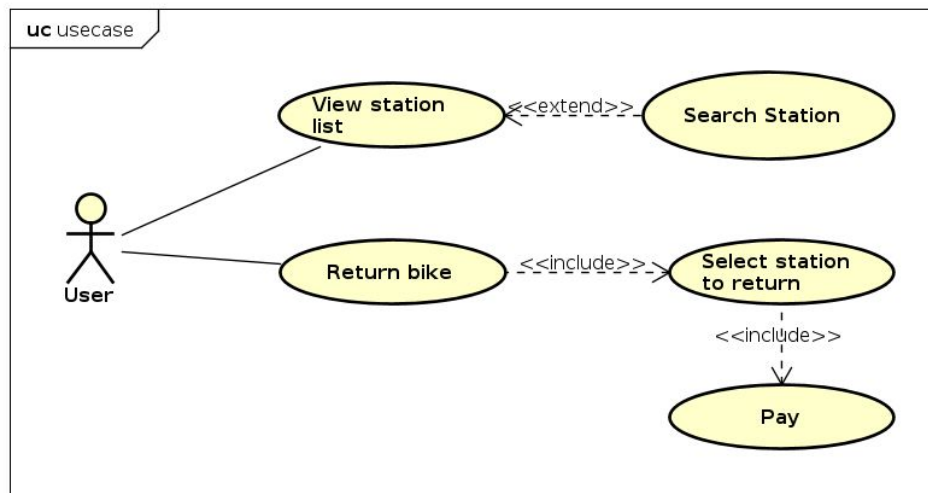 uc usecase
View station
list
<<extend>>
Search Station
User
Return bike
<<include>>
Select station
to return
<<include>>
Pay